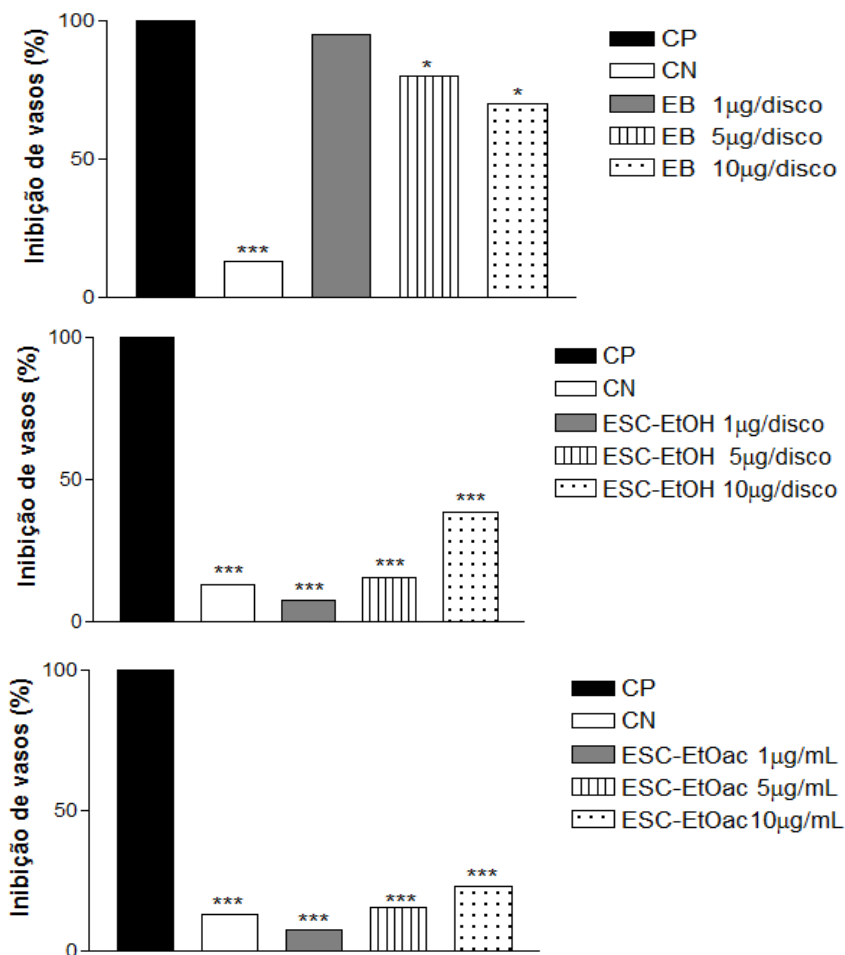 Inibição de vasos (%)
100
50
0
***
*
*
CP
CN
EB 1µg/disco
EB 5µg/disco
EB 10µg/disco
Inibição de vasos (%)
100
50
0
***
***
***
***
CP
CN
ESC-EtOH 1µg/disco
ESC-EtOH 5µg/disco
ESC-EtOH 10µg/disco
Inibição de vasos (%)
100
50
0
***
***
***
***
CP
CN
ESC-EtOac 1µg/mL
ESC-EtOac 5µg/mL
ESC-EtOac10µg/mL